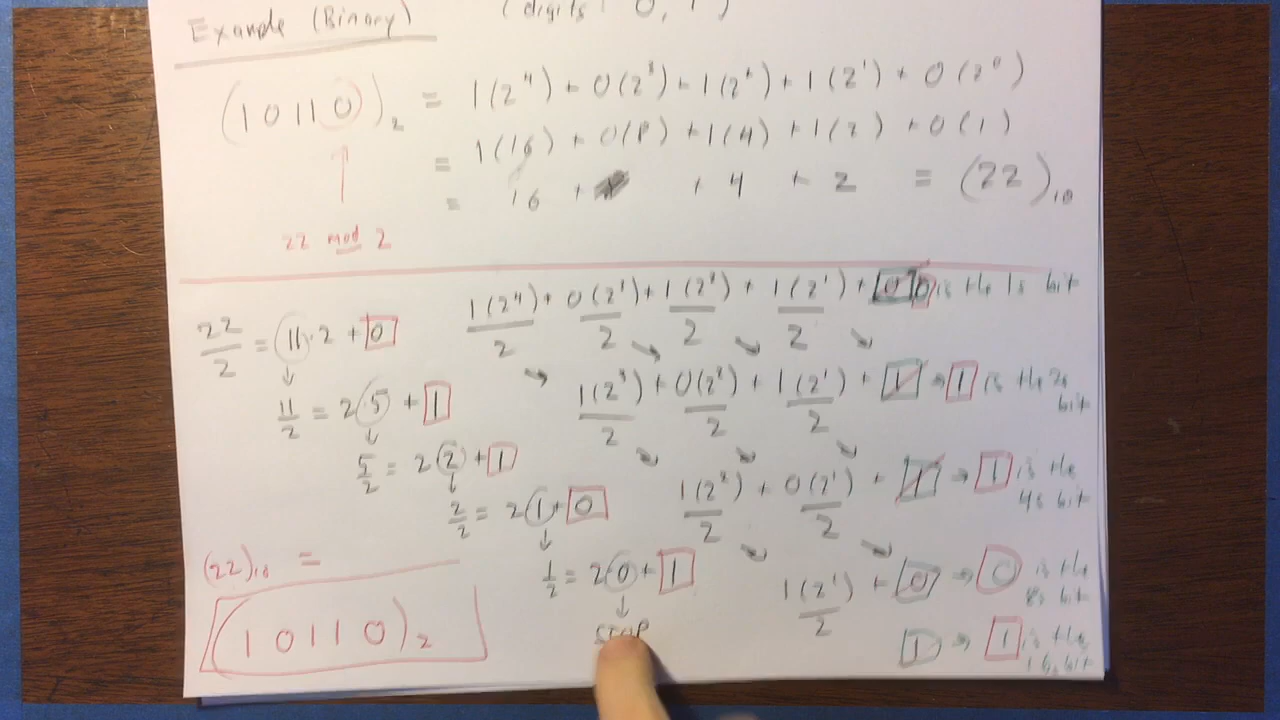 Example (Binary) (digits: 0, 1)
(10110)₂ = 1(2⁴) + 0(2³) + 1(2²) + 1(2¹) + 0(2⁰)
= 1(16) + 0(8) + 1(4) + 1(2) + 0(1)
= 16 + + 4 + 2 = (22)₁₀
22 mod 2
1(2⁴)/2 + 0(2³)/2 + 1(2²)/2 + 1(2¹)/2 + 0 0 is the 1s bit
22/2 = 11·2 + 0
1(2³)/2 + 0(2²)/2 + 1(2¹)/2 + 1 → 1 is the 2s bit
11/2 = 2·5 + 1
5/2 = 2(2) + 1
1(2²)/2 + 0(2¹)/2 + 1 → 1 is the 4s bit
2/2 = 2(1) + 0
1/2 = 2(0) + 1
1(2¹)/2 + 0 → 0 is the 8s bit
STOP
1 → 1 is the 16s bit
(22)₁₀ =
(10110)₂